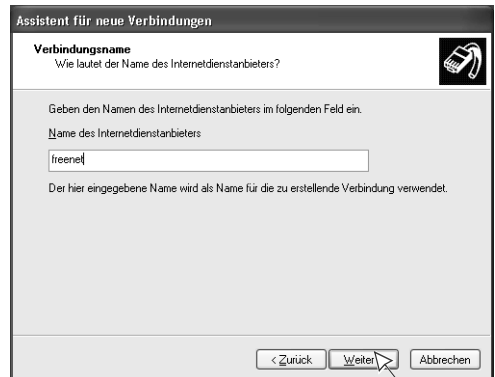 Assistent für neue Verbindungen
Verbindungsname
Wie lautet der Name des Internetdienstanbieters?
Geben den Namen des Internetdienstanbieters im folgenden Feld ein.
Name des Internetdienstanbieters
freenet
Der hier eingegebene Name wird als Name für die zu erstellende Verbindung verwendet.
< Zurück
Weiter
Abbrechen